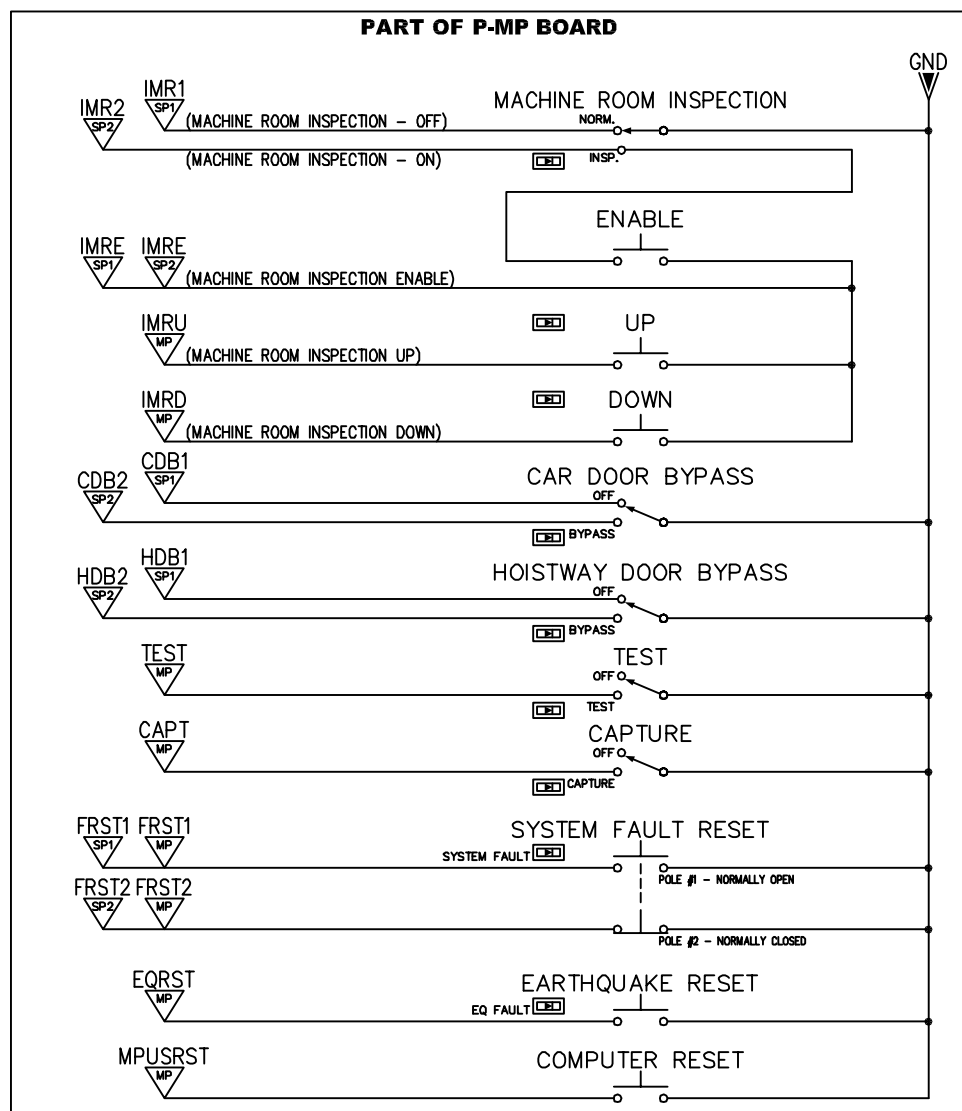 PART OF P-MP BOARD
GND
IMR1
SP1
IMR2
SP2
MACHINE ROOM INSPECTION
(MACHINE ROOM INSPECTION - OFF)
NORM.
(MACHINE ROOM INSPECTION - ON)
INSP.
ENABLE
IMRE
SP1
IMRE
SP2
(MACHINE ROOM INSPECTION ENABLE)
IMRU
MP
UP
(MACHINE ROOM INSPECTION UP)
IMRD
MP
DOWN
(MACHINE ROOM INSPECTION DOWN)
CDB1
SP1
CDB2
SP2
CAR DOOR BYPASS
OFF
BYPASS
HDB1
SP1
HDB2
SP2
HOISTWAY DOOR BYPASS
OFF
BYPASS
TEST
MP
TEST
OFF
TEST
CAPT
MP
CAPTURE
OFF
CAPTURE
FRST1
SP1
FRST1
MP
SYSTEM FAULT RESET
SYSTEM FAULT
POLE #1 - NORMALLY OPEN
FRST2
SP2
FRST2
MP
POLE #2 - NORMALLY CLOSED
EQRST
MP
EARTHQUAKE RESET
EQ FAULT
MPUSRST
MP
COMPUTER RESET